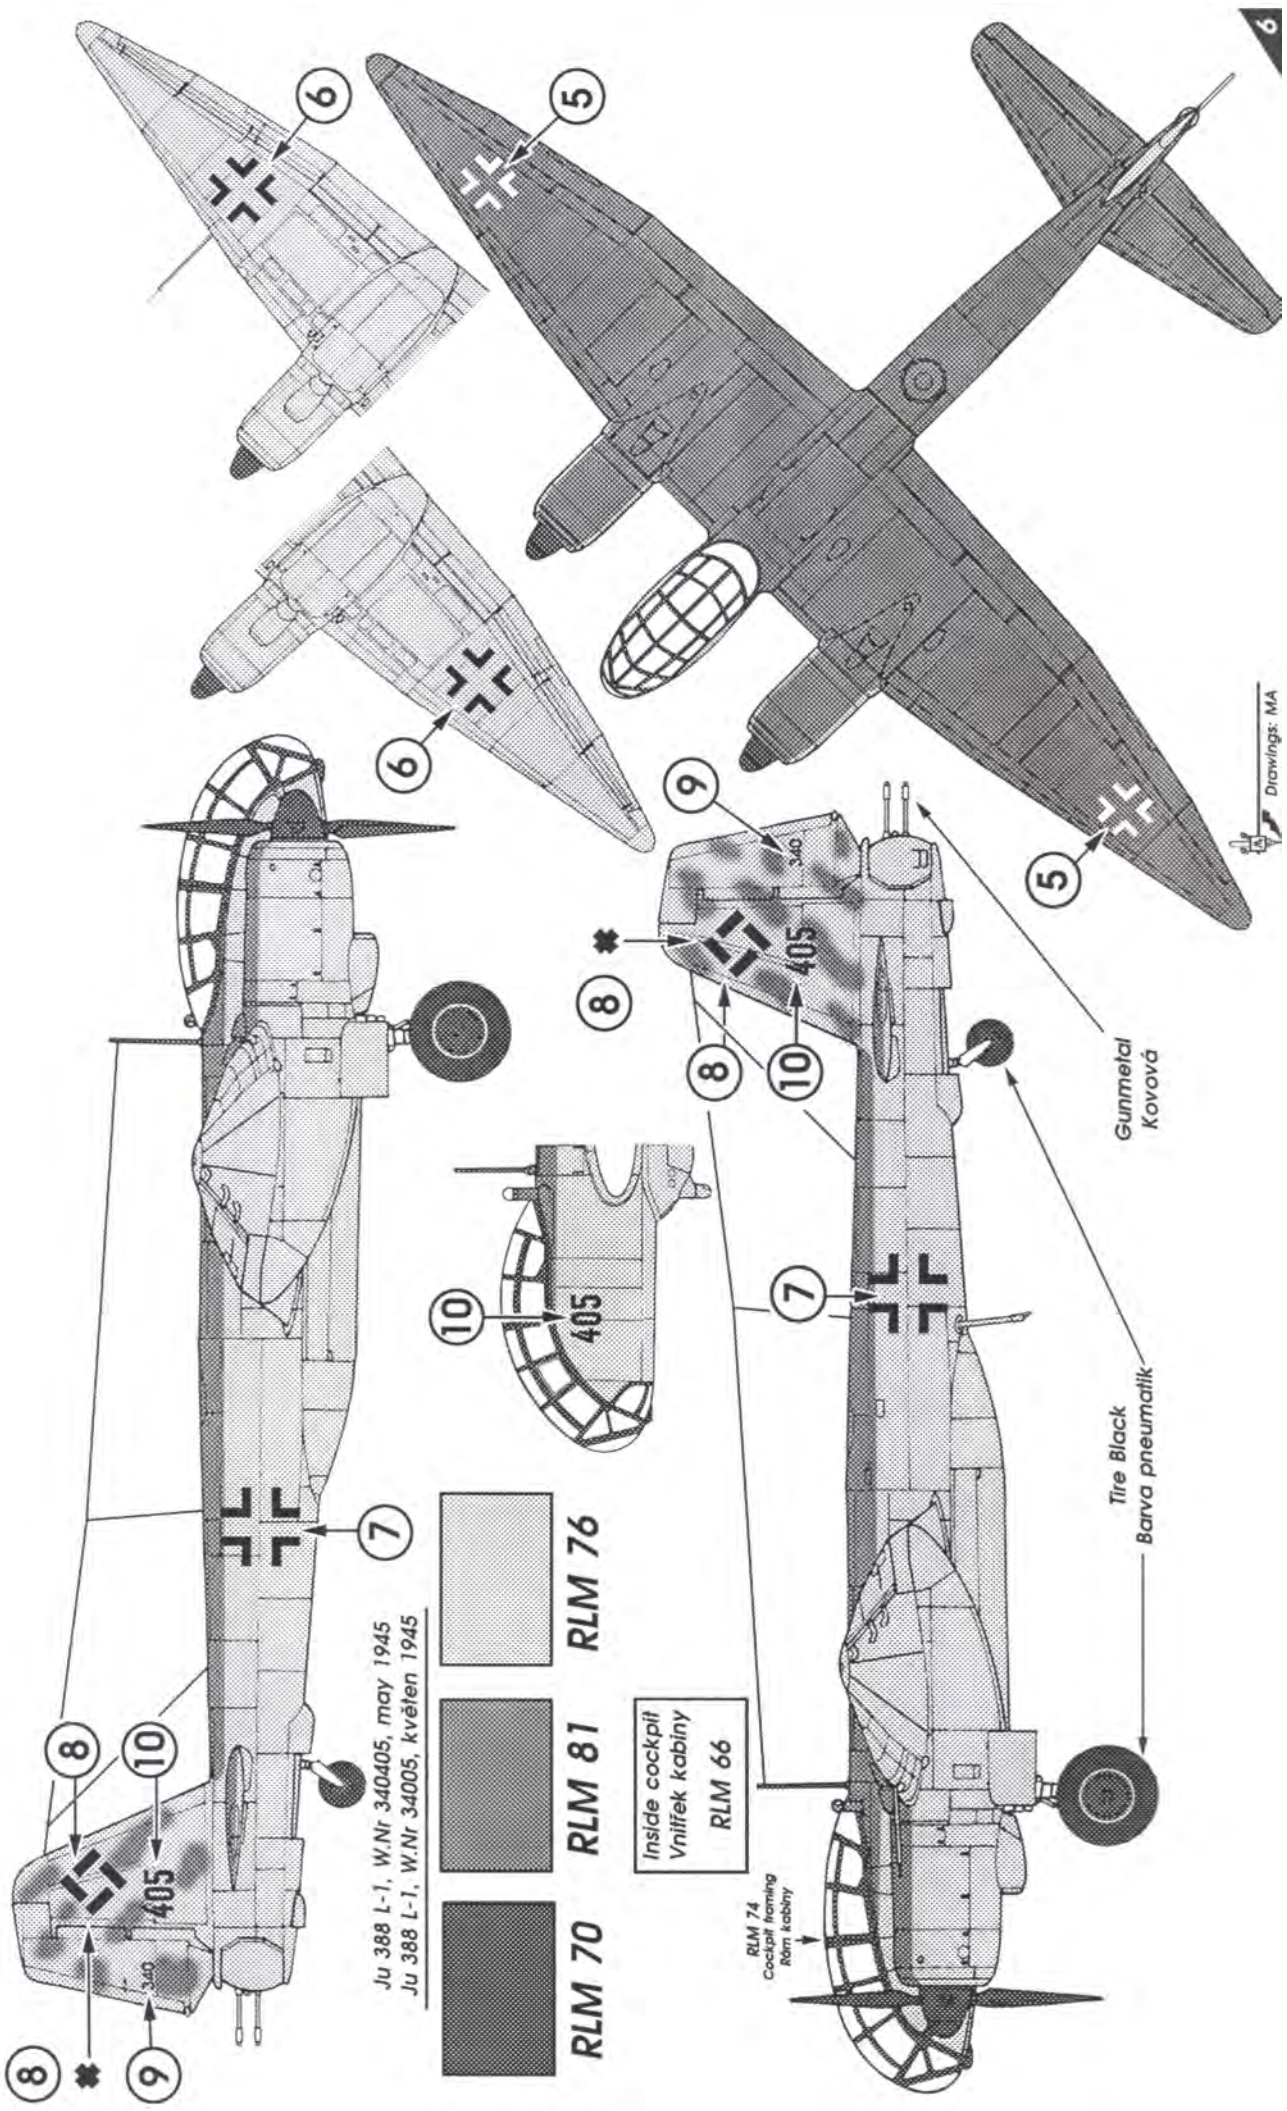 8
9
340
8
10
405
7
Ju 388 L-1, W.Nr 340405, may 1945
Ju 388 L-1, W.Nr 34005, květen 1945
RLM 70
RLM 81
RLM 76
10
405
6
6
Inside cockpit
Vnitřek kabiny
RLM 66
RLM 74
Cockpit framing
Rám kabiny
7
8
8
10
405
9
340
5
5
Tire Black
Barva pneumatik
Gunmetal
Kovová
Drawings: MA
6